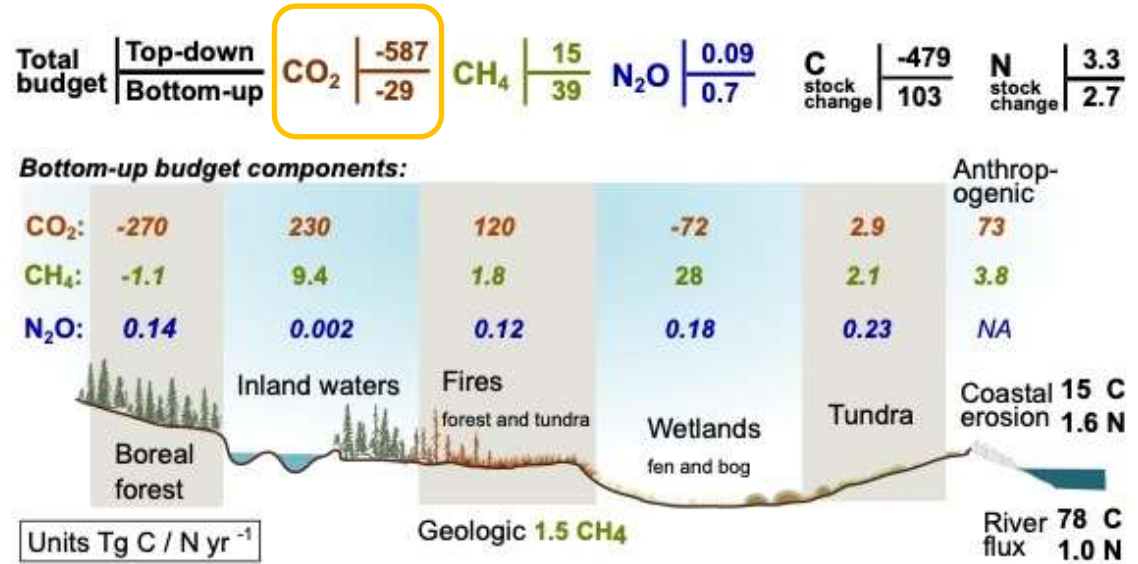 Total budget Top-down Bottom-up CO₂ -587 -29 CH₄ 15 39 N₂O 0.09 0.7 C stock change -479 103 N stock change 3.3 2.7
Bottom-up budget components:
Anthrop-
ogenic
CO₂: -270 230 120 -72 2.9 73
CH₄: -1.1 9.4 1.8 28 2.1 3.8
N₂O: 0.14 0.002 0.12 0.18 0.23 NA
Boreal
forest
Inland waters
Fires
forest and tundra
Wetlands
fen and bog
Tundra
Coastal 15 C
erosion 1.6 N
Geologic 1.5 CH₄
River 78 C
flux 1.0 N
Units Tg C / N yr ⁻¹